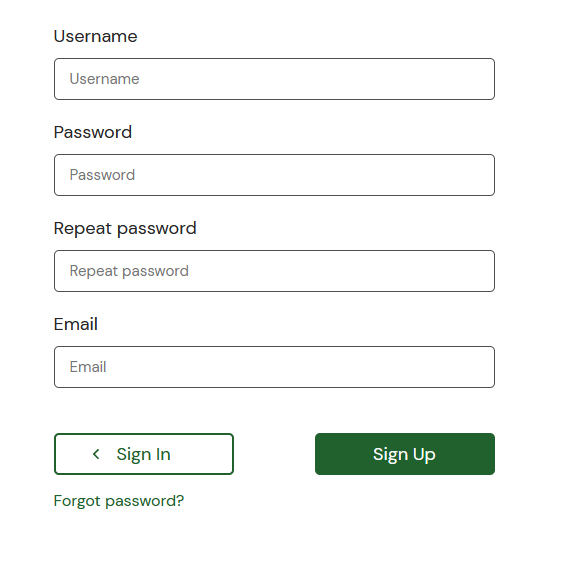 Username
Username
Password
Password
Repeat password
Repeat password
Email
Email
Sign In
Sign Up
Forgot password?